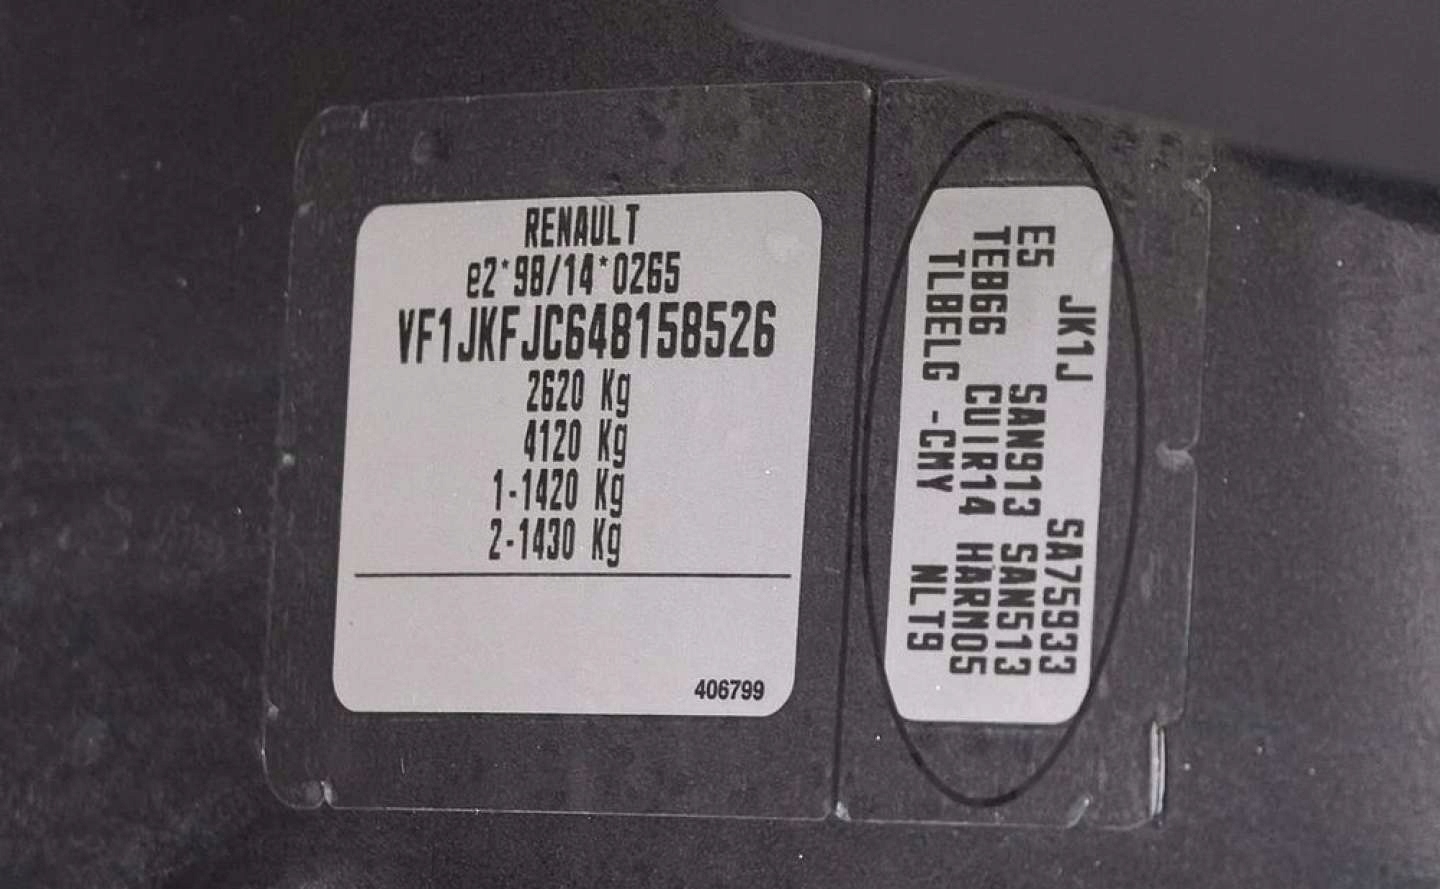 RENAULT
e2*98/14*0265
VF1JKFJC648158526
2620 Kg
4120 Kg
1-1420 Kg
2-1430 Kg
406799
JK1J SA75933
E5 SAN913 SAN513
TEB66 CUIR14 HARM05
TLBELG -CMY NLT9